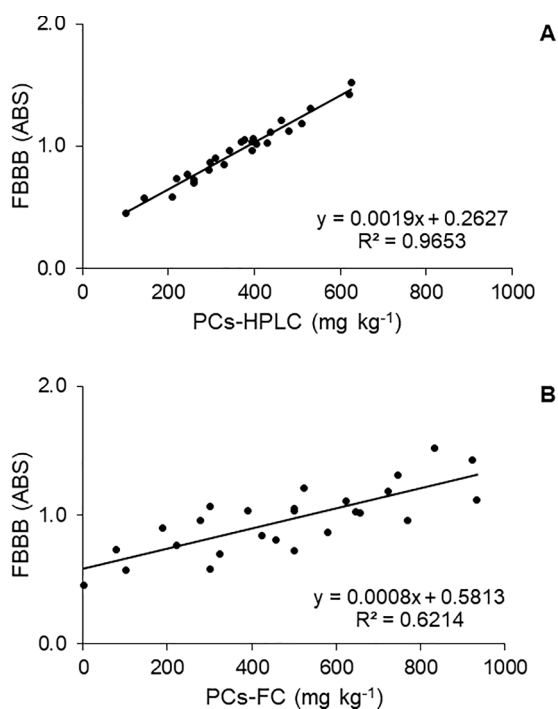 A
2.0
FBBB (ABS)
1.0
y = 0.0019x + 0.2627
R² = 0.9653
0.0
0 200 400 600 800 1000
PCs-HPLC (mg kg⁻¹)
B
2.0
FBBB (ABS)
1.0
y = 0.0008x + 0.5813
R² = 0.6214
0.0
0 200 400 600 800 1000
PCs-FC (mg kg⁻¹)